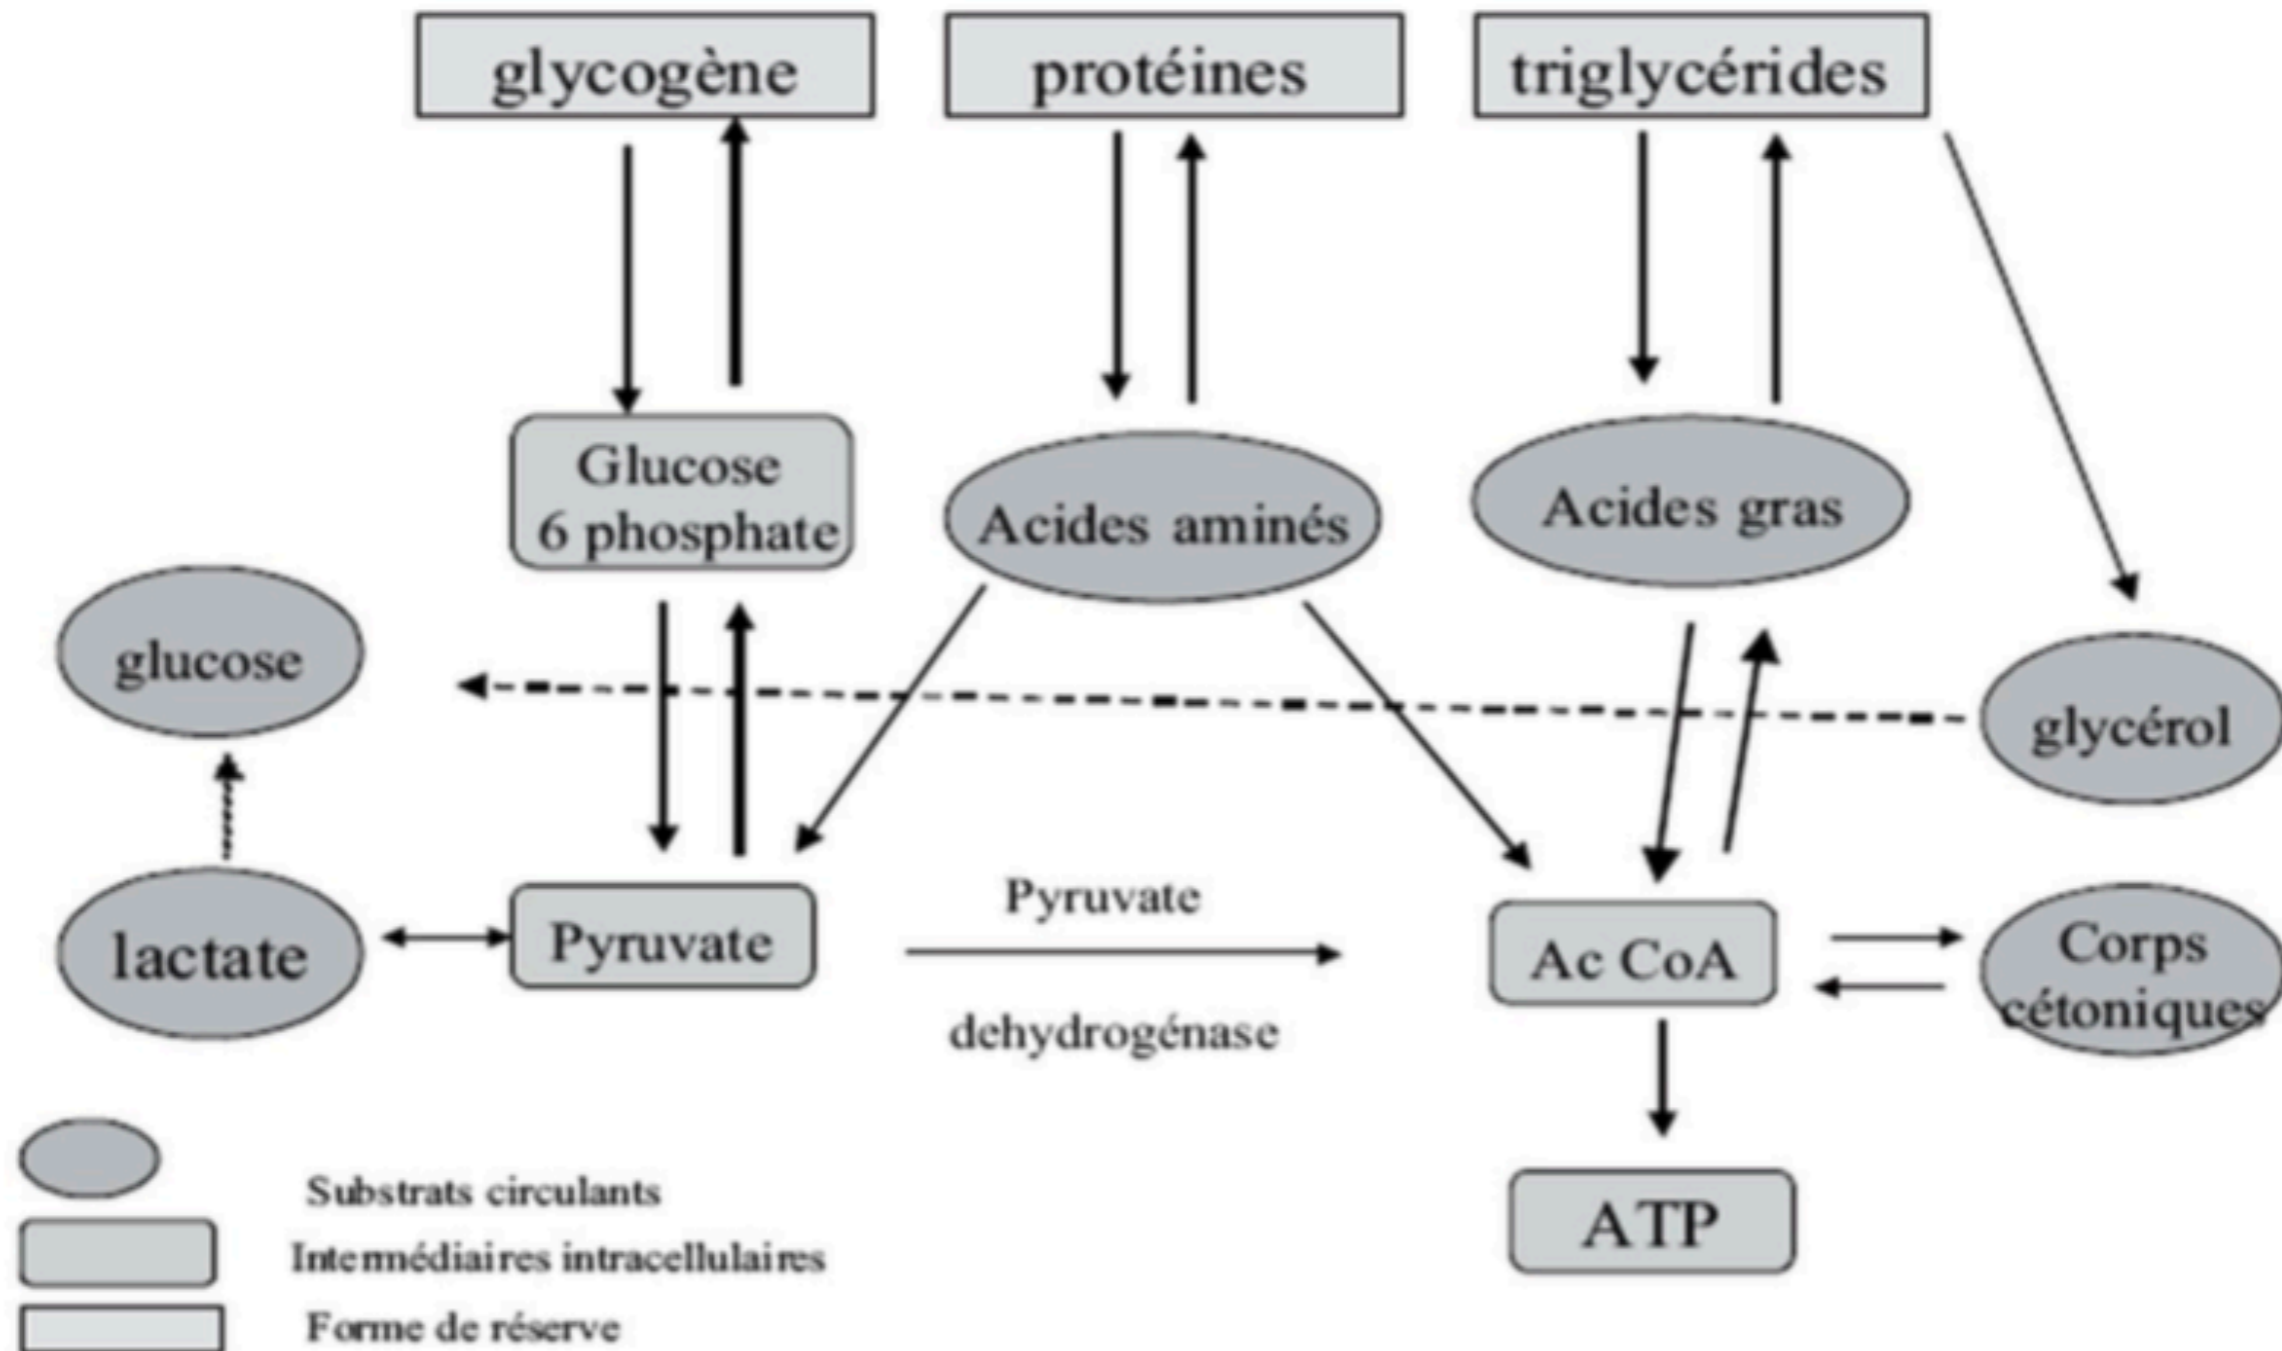 glycogène
protéines
triglycérides
Glucose
6 phosphate
Acides aminés
Acides gras
glucose
glycérol
lactate
Pyruvate
Pyruvate
dehydrogénase
Ac CoA
Corps
cétoniques
ATP
Substrats circulants
Intermédiaires intracellulaires
Forme de réserve